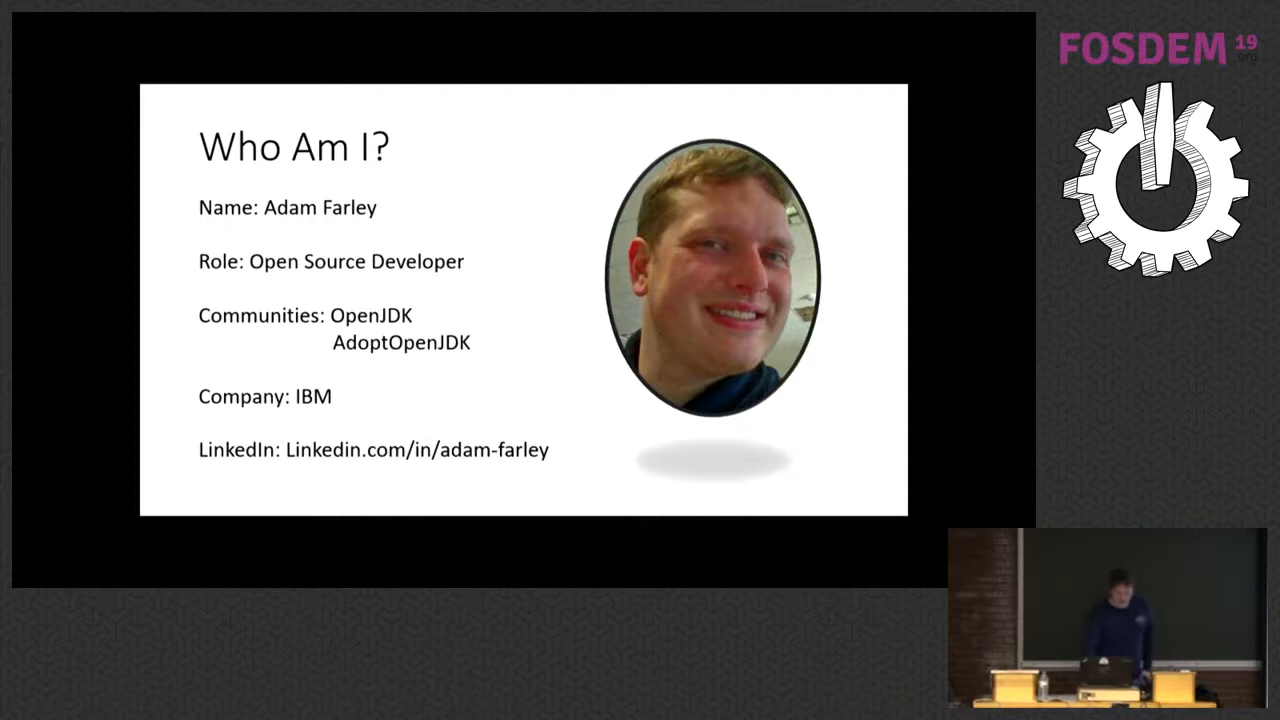 FOSDEM 19
.org
Who Am I?
Name: Adam Farley
Role: Open Source Developer
Communities: OpenJDK
AdoptOpenJDK
Company: IBM
LinkedIn: Linkedin.com/in/adam-farley